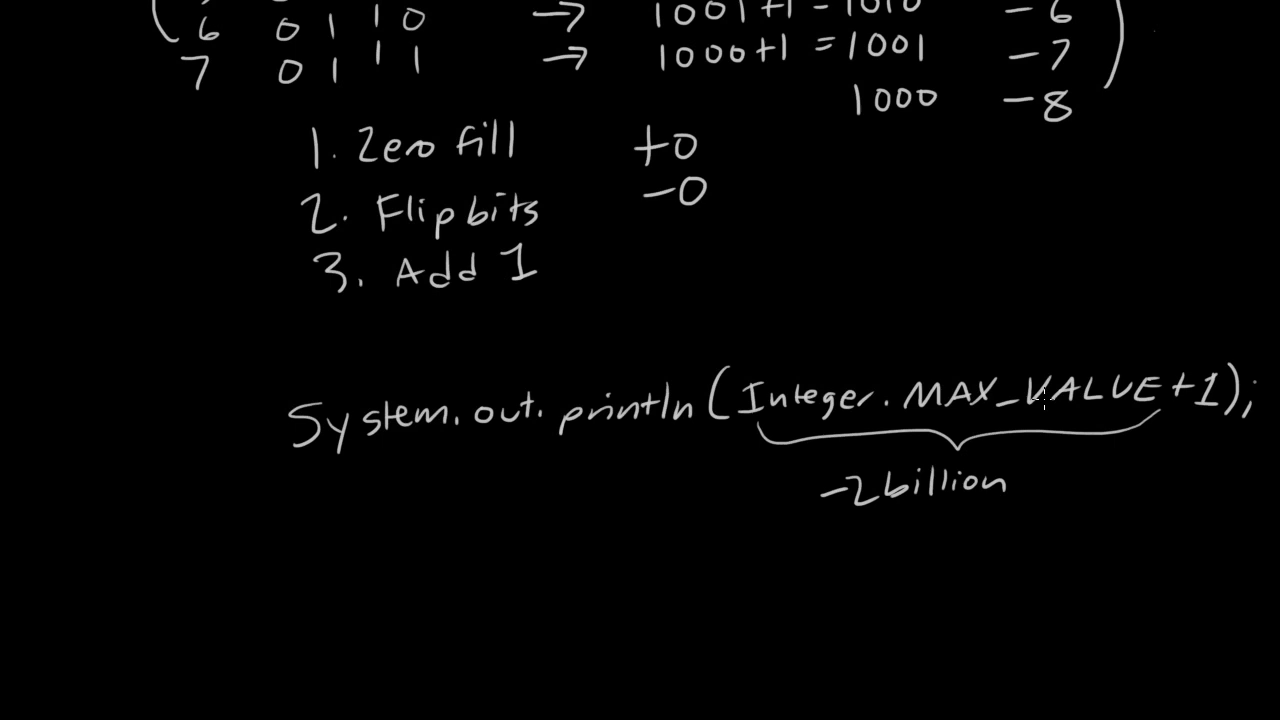 6 0 1 1 0 → 1001+1 = 1010 -6
7 0 1 1 1 → 1000+1 = 1001 -7
1000 -8
1. Zero fill +0
2. Flip bits -0
3. Add 1
System.out.println(Integer.MAX_VALUE+1);
-2billion